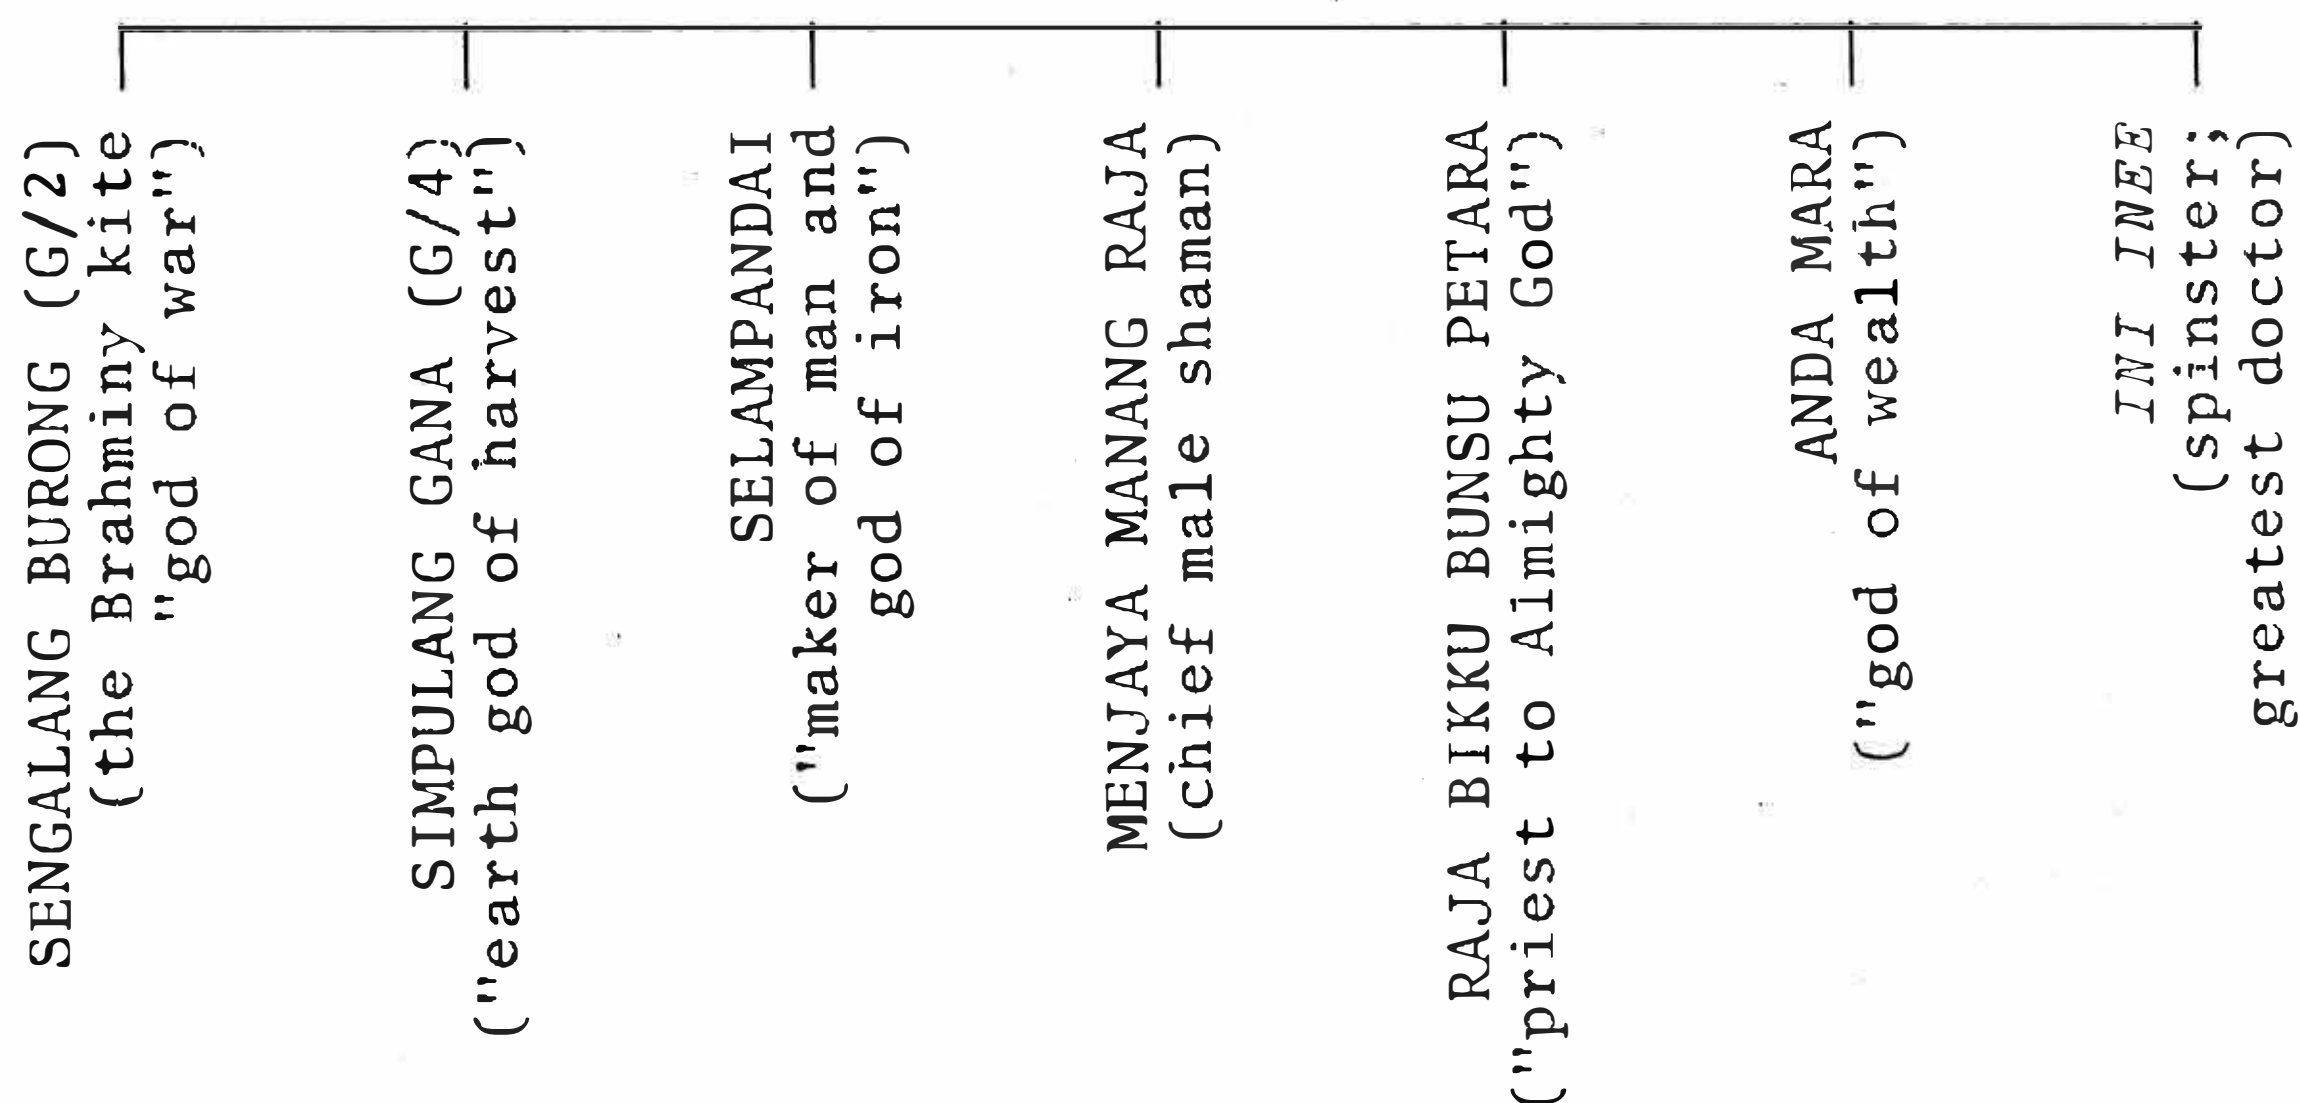 SENGALANG BURONG (G/2)
(the Brahminy kite
"god of war")
SIMPULANG GANA (G/4)
("earth god of harvest")
SELAMPANDAI
("maker of man and
god of iron")
MENJAYA MANANG RAJA
(chief male shaman)
RAJA BIKKU BUNSU PETARA
("priest to Almighty God")
ANDA MARA
("god of wealth")
INI INEE
(spinster;
greatest doctor)